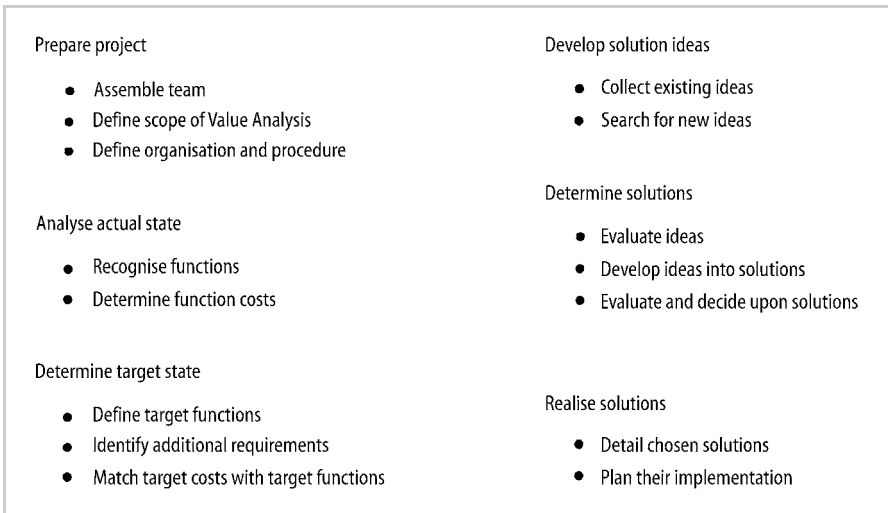 Prepare project
● Assemble team
● Define scope of Value Analysis
● Define organisation and procedure
Analyse actual state
● Recognise functions
● Determine function costs
Determine target state
● Define target functions
● Identify additional requirements
● Match target costs with target functions
Develop solution ideas
● Collect existing ideas
● Search for new ideas
Determine solutions
● Evaluate ideas
● Develop ideas into solutions
● Evaluate and decide upon solutions
Realise solutions
● Detail chosen solutions
● Plan their implementation